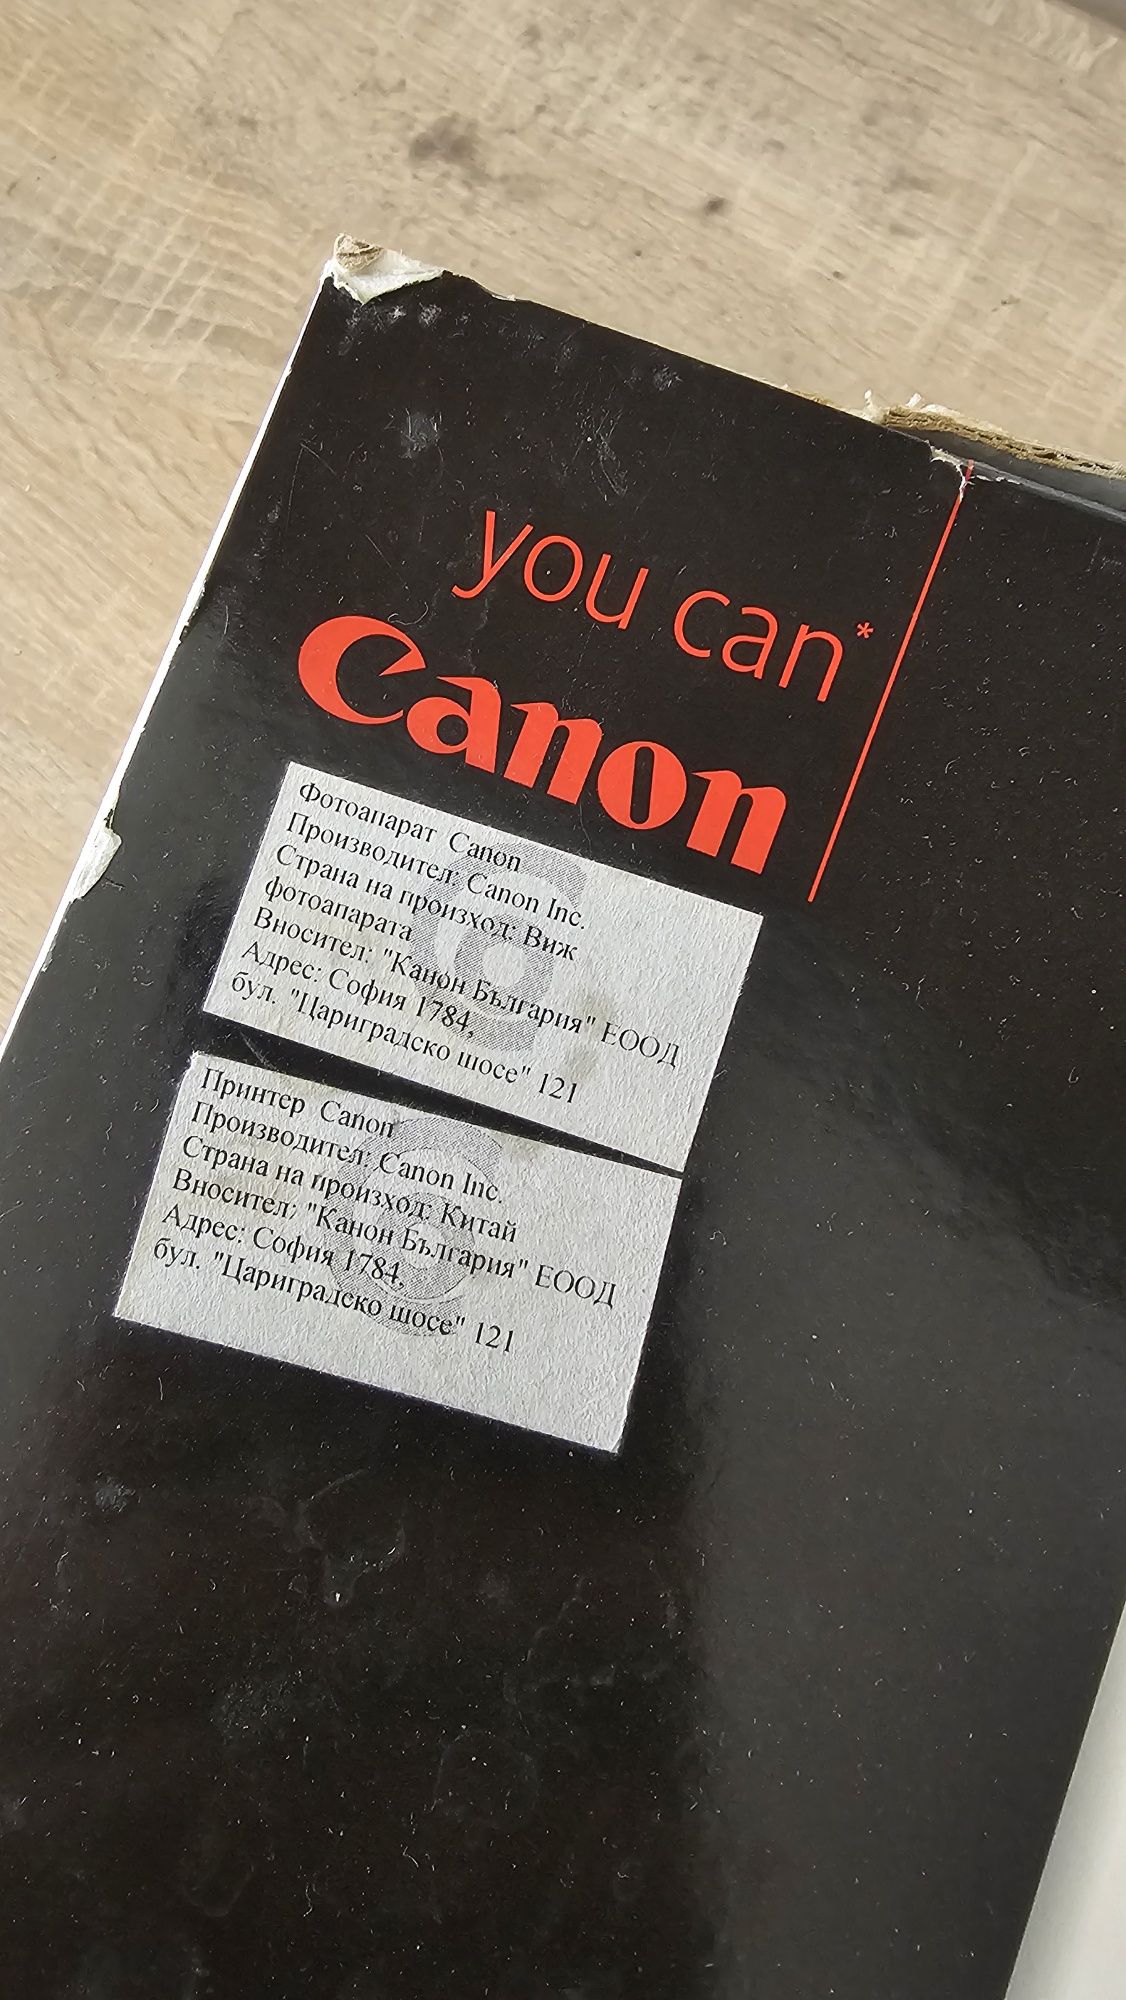 you can*
Canon
Фотоапарат Canon
Производител: Canon Inc.
Страна на произход: Виж
фотоапарата
Вносител: "Канон България" ЕООД
Адрес: София 1784,
бул. "Цариградско шосе" 121
Принтер Canon
Производител: Canon Inc.
Страна на произход: Китай
Вносител: "Канон България" ЕООД
Адрес: София 1784,
бул. "Цариградско шосе" 121